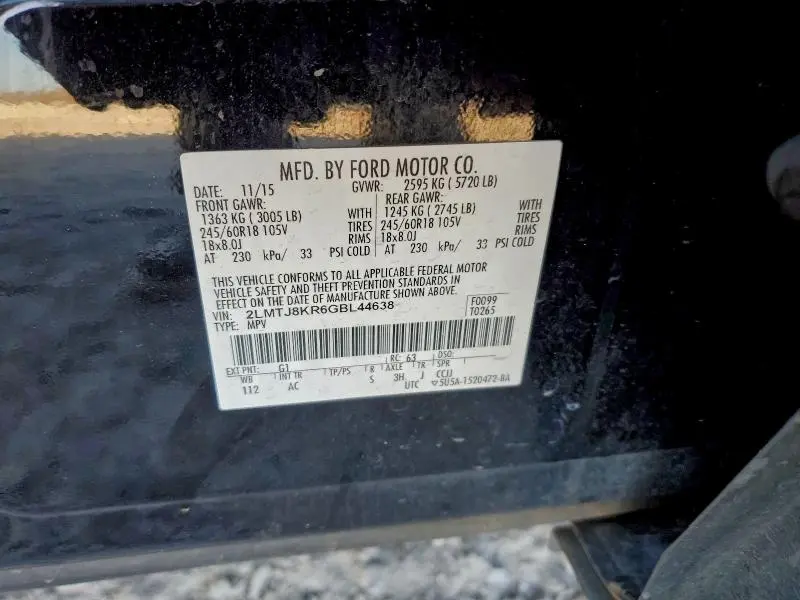 MFD. BY FORD MOTOR CO.
DATE: 11/15 GVWR: 2595 KG ( 5720 LB)
FRONT GAWR: REAR GAWR:
1363 KG ( 3005 LB) WITH 1245 KG ( 2745 LB) WITH
245/60R18 105V TIRES 245/60R18 105V TIRES
18x8.0J RIMS 18x8.0J RIMS
AT 230 kPa/ 33 PSI COLD AT 230 kPa/ 33 PSI COLD
THIS VEHICLE CONFORMS TO ALL APPLICABLE FEDERAL MOTOR
VEHICLE SAFETY AND THEFT PREVENTION STANDARDS IN
EFFECT ON THE DATE OF MANUFACTURE SHOWN ABOVE.
VIN: 2LMTJ8KR6GBL44638 F0099
TYPE: MPV T0265
EXT PNT: G1 RC: 63 DSO:
WB INT TR TP/PS R AXLE TR SPR
112 AC S 3H J CCJJ
UTC 5U5A-1520472-BA